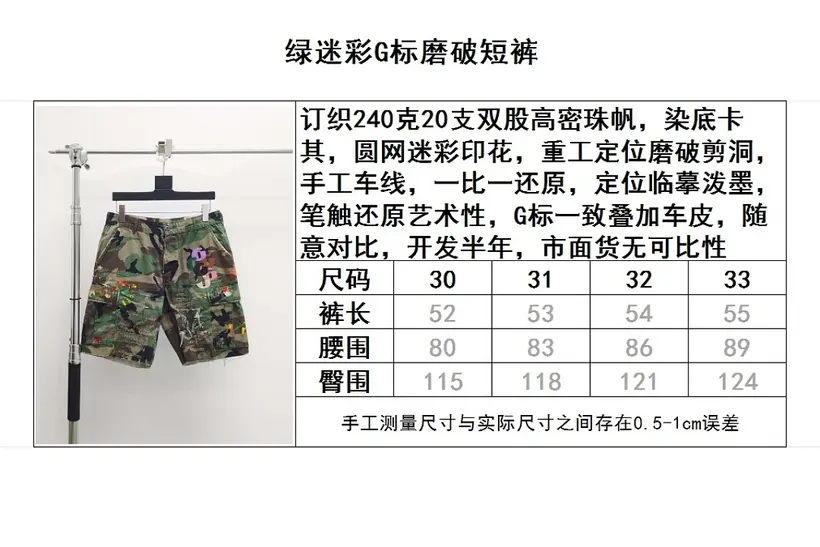 绿迷彩G标磨破短裤
订织240克20支双股高密珠帆，染底卡
其，圆网迷彩印花，重工定位磨破剪洞，
手工车线，一比一还原，定位临摹泼墨，
笔触还原艺术性，G标一致叠加车皮，随
意对比，开发半年，市面货无可比性
尺码 30 31 32 33
裤长 52 53 54 55
腰围 80 83 86 89
臀围 115 118 121 124
手工测量尺寸与实际尺寸之间存在0.5-1cm误差